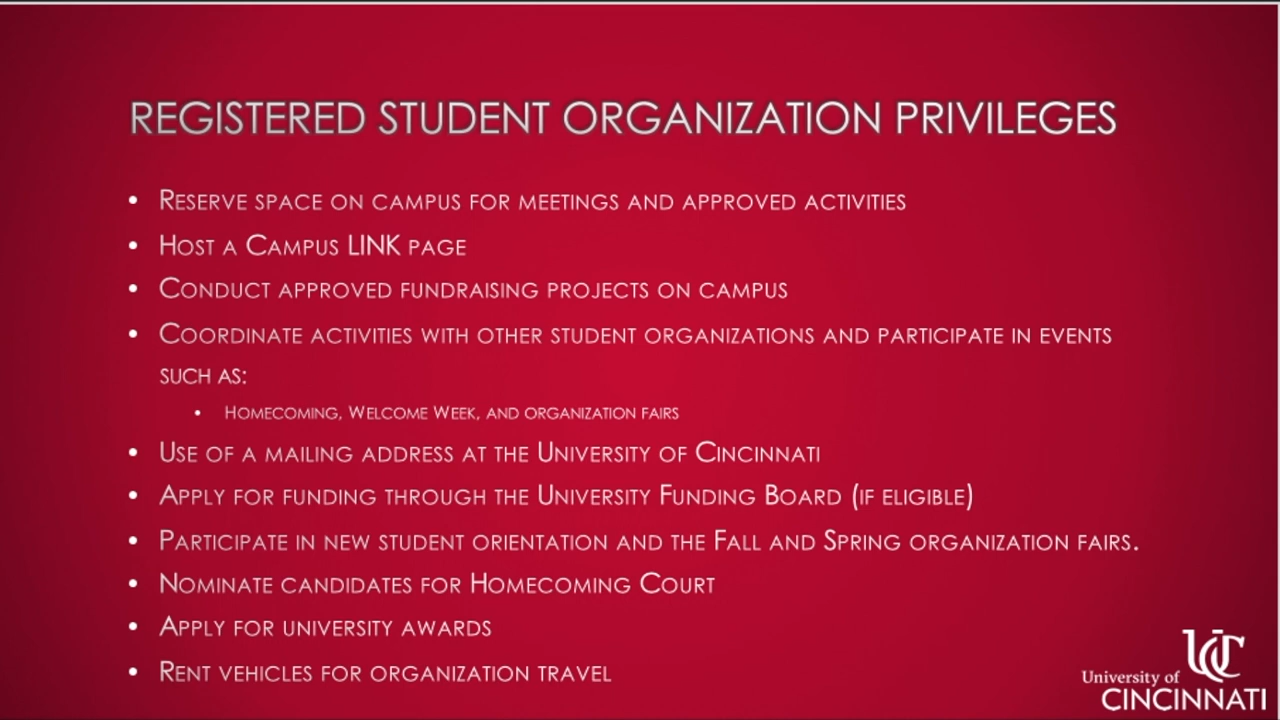 REGISTERED STUDENT ORGANIZATION PRIVILEGES
• RESERVE SPACE ON CAMPUS FOR MEETINGS AND APPROVED ACTIVITIES
• HOST A CAMPUS LINK PAGE
• CONDUCT APPROVED FUNDRAISING PROJECTS ON CAMPUS
• COORDINATE ACTIVITIES WITH OTHER STUDENT ORGANIZATIONS AND PARTICIPATE IN EVENTS
SUCH AS:
• HOMECOMING, WELCOME WEEK, AND ORGANIZATION FAIRS
• USE OF A MAILING ADDRESS AT THE UNIVERSITY OF CINCINNATI
• APPLY FOR FUNDING THROUGH THE UNIVERSITY FUNDING BOARD (IF ELIGIBLE)
• PARTICIPATE IN NEW STUDENT ORIENTATION AND THE FALL AND SPRING ORGANIZATION FAIRS.
• NOMINATE CANDIDATES FOR HOMECOMING COURT
• APPLY FOR UNIVERSITY AWARDS
• RENT VEHICLES FOR ORGANIZATION TRAVEL
UC
University of
CINCINNATI